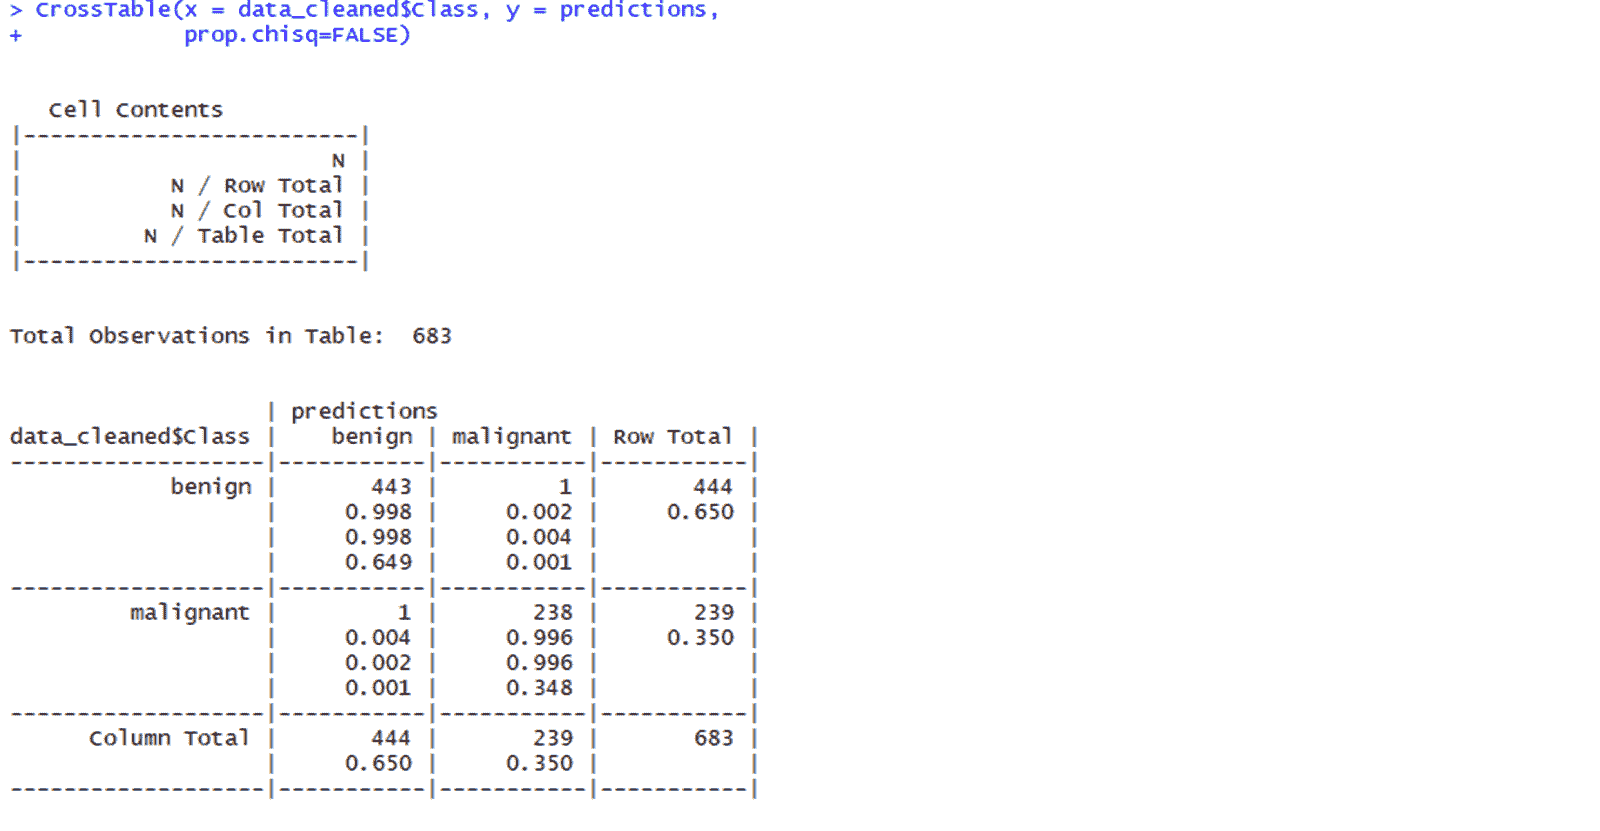 > CrossTable(x = data_cleaned$Class, y = predictions,
+            prop.chisq=FALSE)
   Cell Contents
|-------------------------|
|                       N |
|           N / Row Total |
|           N / Col Total |
|         N / Table Total |
|-------------------------|
Total Observations in Table:  683
                   | predictions
data_cleaned$Class |    benign | malignant | Row Total |
-------------------|-----------|-----------|-----------|
            benign |       443 |         1 |       444 |
                   |     0.998 |     0.002 |     0.650 |
                   |     0.998 |     0.004 |           |
                   |     0.649 |     0.001 |           |
-------------------|-----------|-----------|-----------|
         malignant |         1 |       238 |       239 |
                   |     0.004 |     0.996 |     0.350 |
                   |     0.002 |     0.996 |           |
                   |     0.001 |     0.348 |           |
-------------------|-----------|-----------|-----------|
      Column Total |       444 |       239 |       683 |
                   |     0.650 |     0.350 |           |
-------------------|-----------|-----------|-----------|